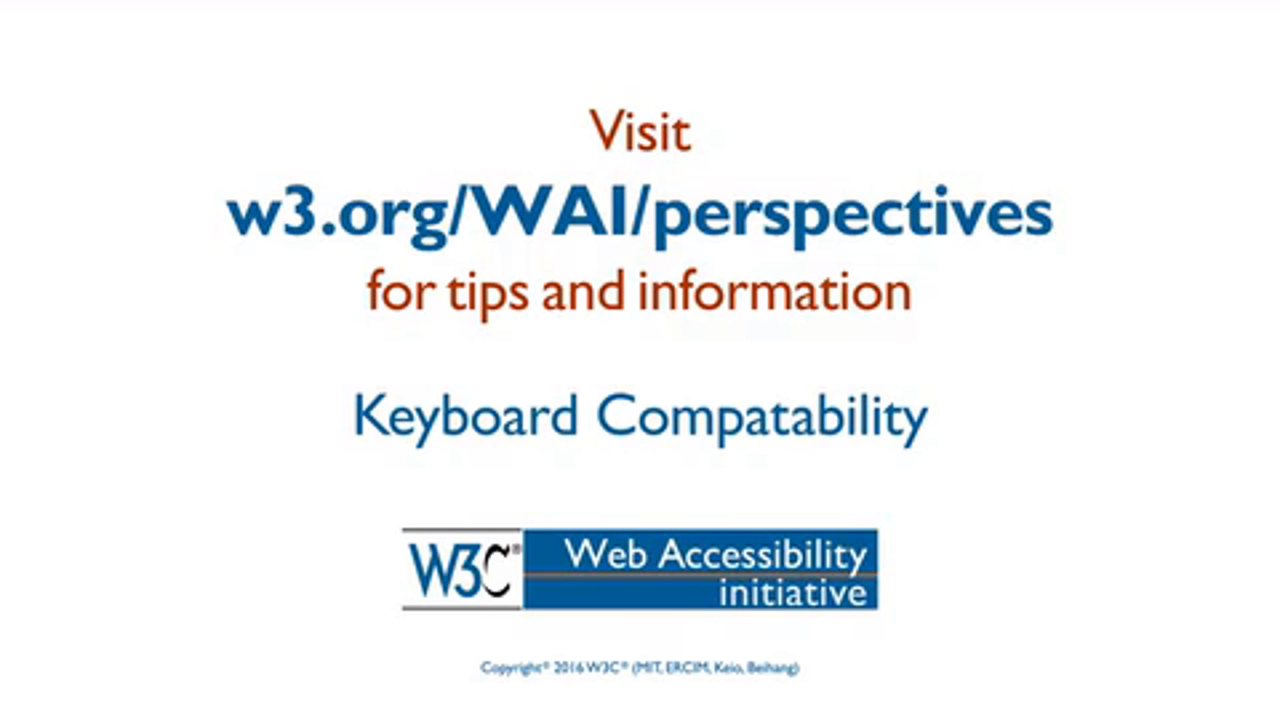 Visit
w3.org/WAI/perspectives
for tips and information
Keyboard Compatability
W3C® Web Accessibility
initiative
Copyright® 2016 W3C® (MIT, ERCIM, Keio, Beihang)